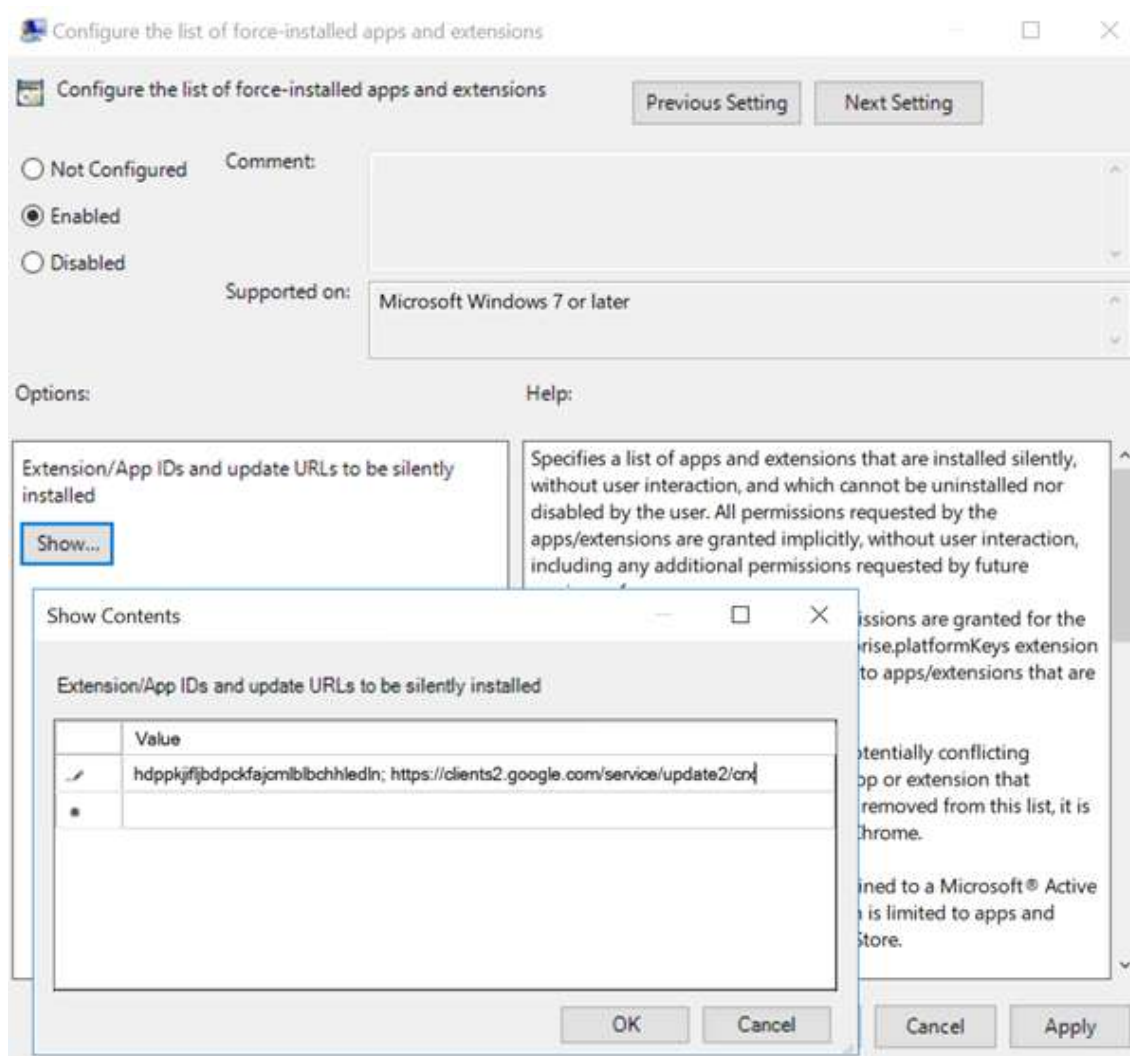 Configure the list of force-installed apps and extensions
Configure the list of force-installed apps and extensions
Previous Setting
Next Setting
Not Configured
Comment:
Enabled
Disabled
Supported on:
Microsoft Windows 7 or later
Options:
Help:
Extension/App IDs and update URLs to be silently
installed
Show...
Specifies a list of apps and extensions that are installed silently,
without user interaction, and which cannot be uninstalled nor
disabled by the user. All permissions requested by the
apps/extensions are granted implicitly, without user interaction,
including any additional permissions requested by future
issions are granted for the
rise.platformKeys extension
to apps/extensions that are
otentially conflicting
op or extension that
removed from this list, it is
Chrome.
ined to a Microsoft® Active
is limited to apps and
Store.
Show Contents
Extension/App IDs and update URLs to be silently installed
Value
hdppkjifljbdpckfajcmlblbchhledln; https://clients2.google.com/service/update2/crx
OK
Cancel
Cancel
Apply